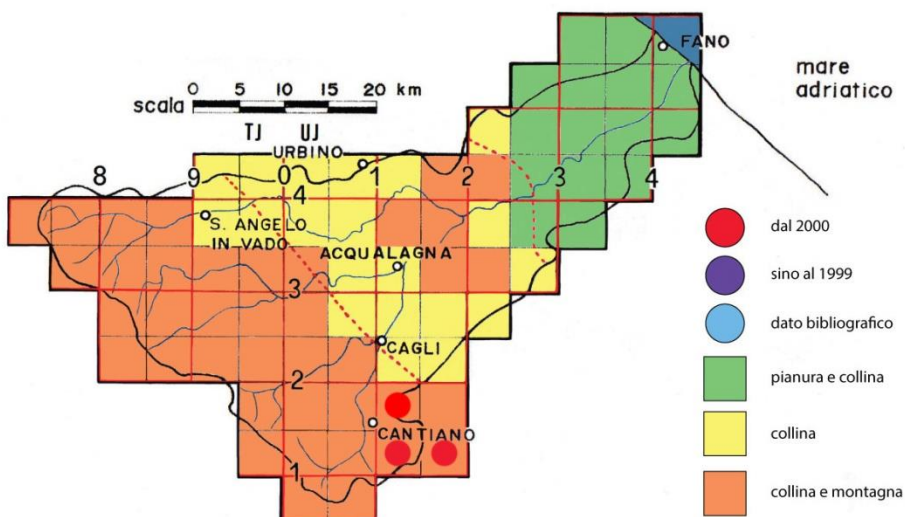 FANO
mare
adriatico
0 5 10 15 20 km
scala
TJ UJ
URBINO
8 9 0 1 2 3 4
4
S. ANGELO
IN VADO
ACQUALAGNA
3
CAGLI
2
CANTIANO
1
dal 2000
sino al 1999
dato bibliografico
pianura e collina
collina
collina e montagna